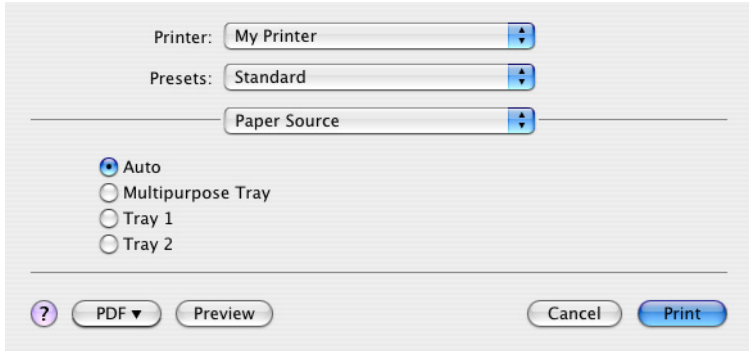 Printer: My Printer
Presets: Standard
Paper Source
Auto
Multipurpose Tray
Tray 1
Tray 2
? PDF ▼ Preview Cancel Print